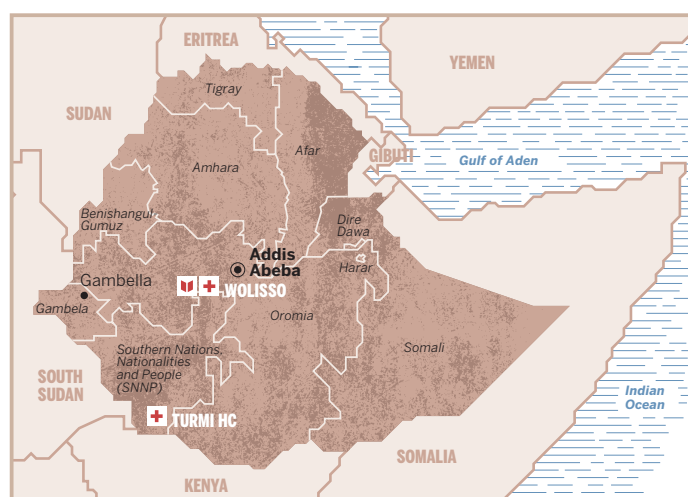 ERITREA
YEMEN
Tigray
SUDAN
Afar
GIBUTI
Gulf of Aden
Amhara
Benishangul
Gumuz
Dire
Dawa
Addis
Abeba
Harar
Gambella
WOLISSO
Gambela
Oromia
Southern Nations,
Nationalities
and People
(SNNP)
Somali
SOUTH
SUDAN
Indian
Ocean
TURMI HC
SOMALIA
KENYA